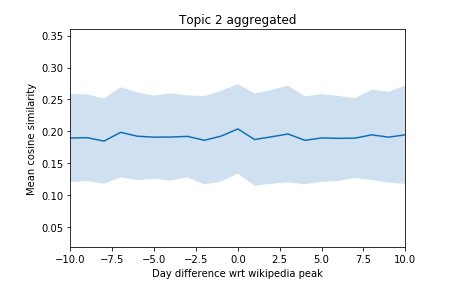 Topic 2 aggregated
0.35
0.30
0.25
0.20
0.15
0.10
0.05
Mean cosine similarity
−10.0 −7.5 −5.0 −2.5 0.0 2.5 5.0 7.5 10.0
Day difference wrt wikipedia peak